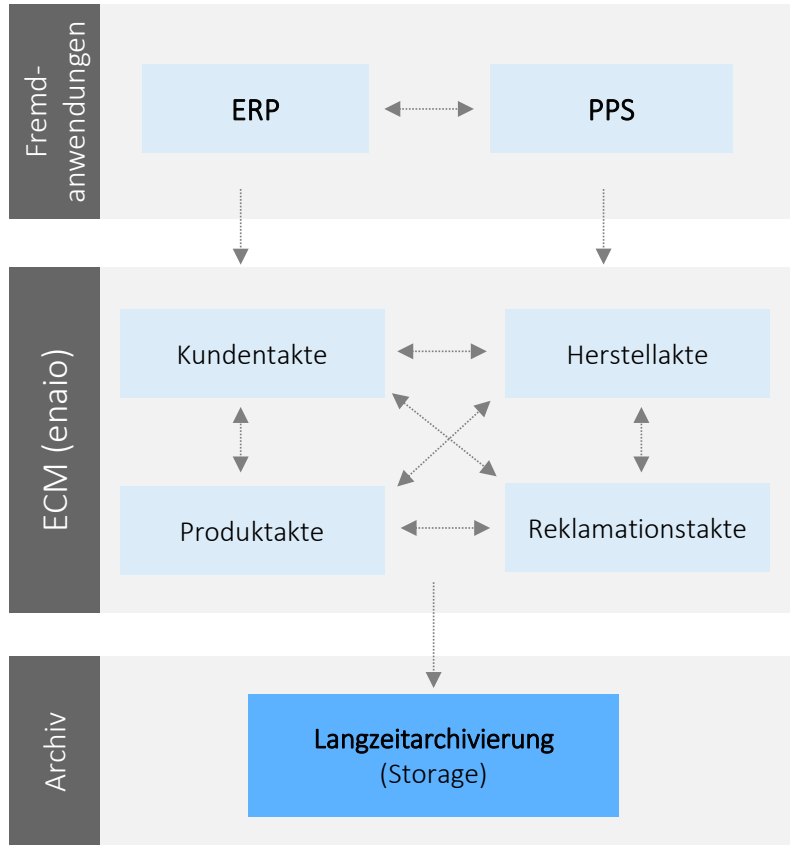 Fremd-
anwendungen
ERP
PPS
ECM (enaio)
Kundentakte
Herstellakte
Produktakte
Reklamationstakte
Archiv
Langzeitarchivierung
(Storage)